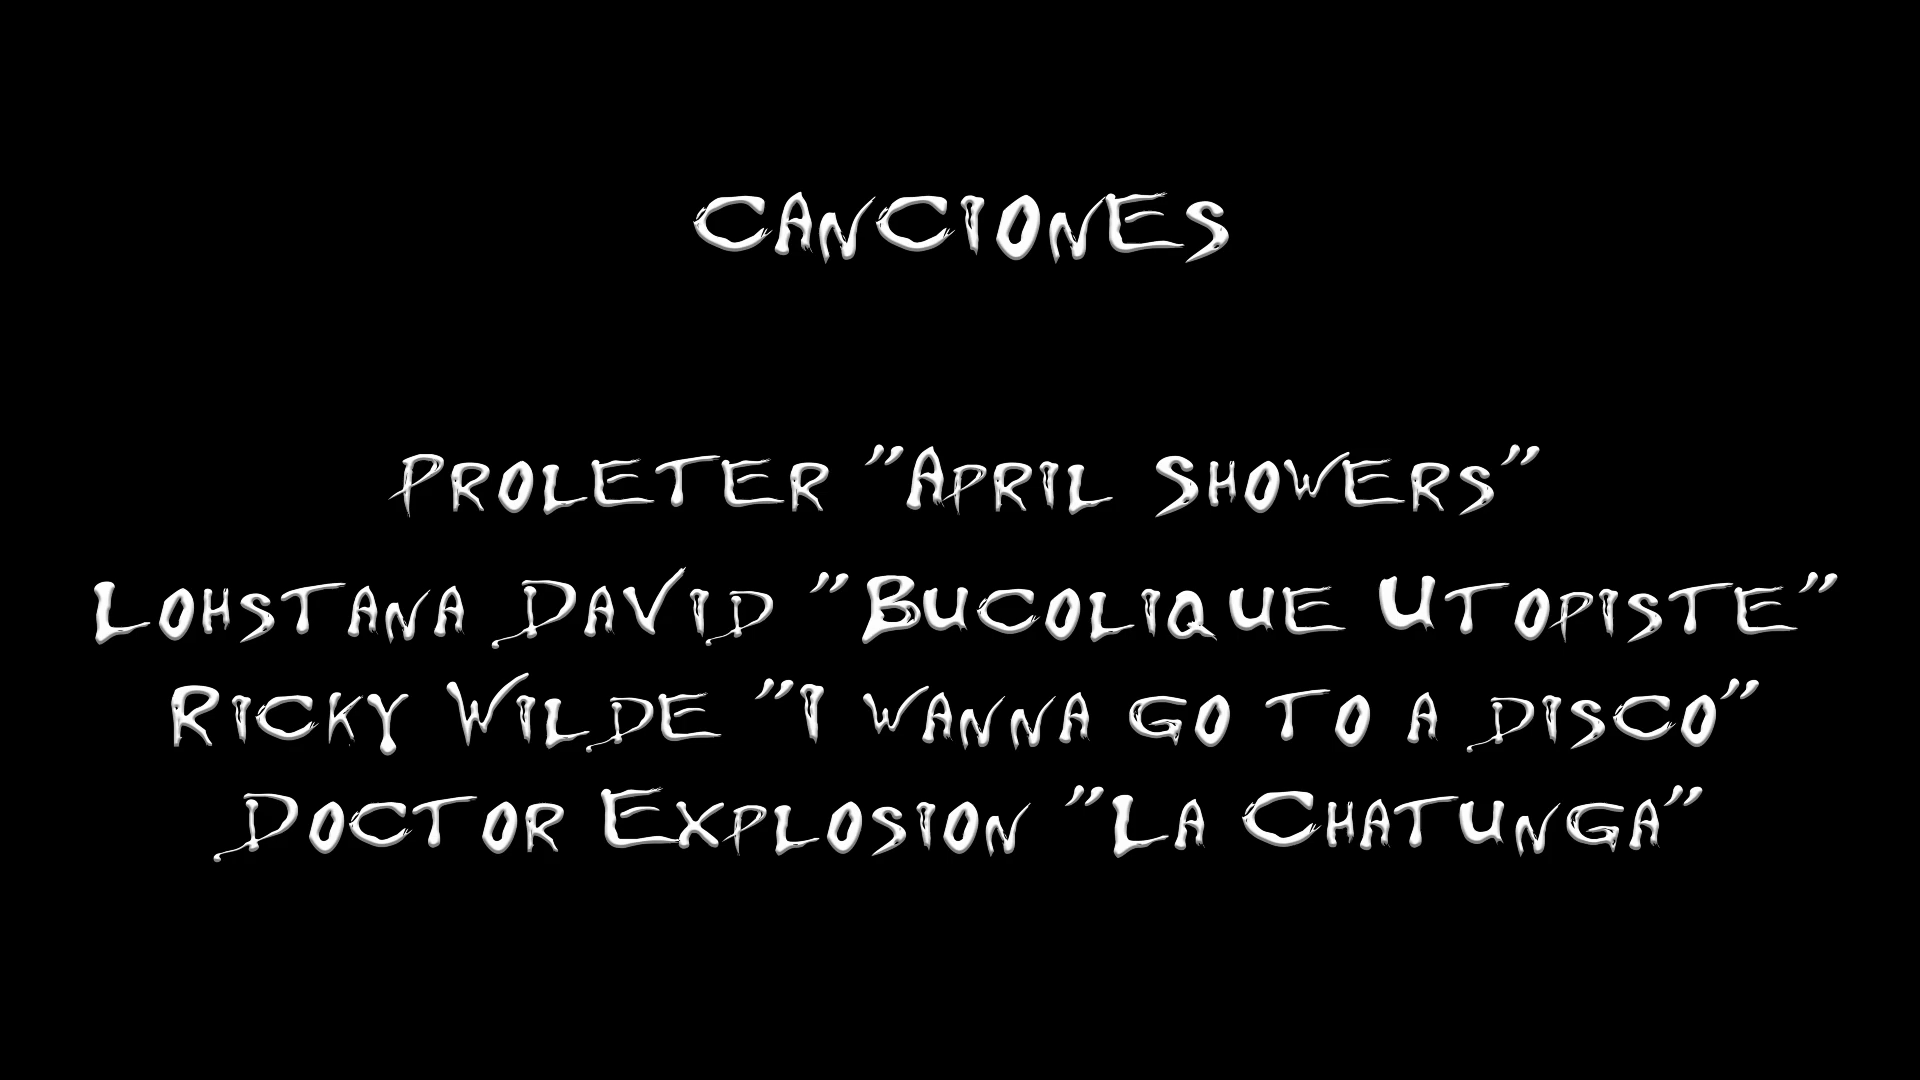 Canciones
Proleter "April Showers"
Lohstana David "Bucolique Utopiste"
Ricky Wilde "I wanna go to a disco"
Doctor Explosion "La Chatunga"